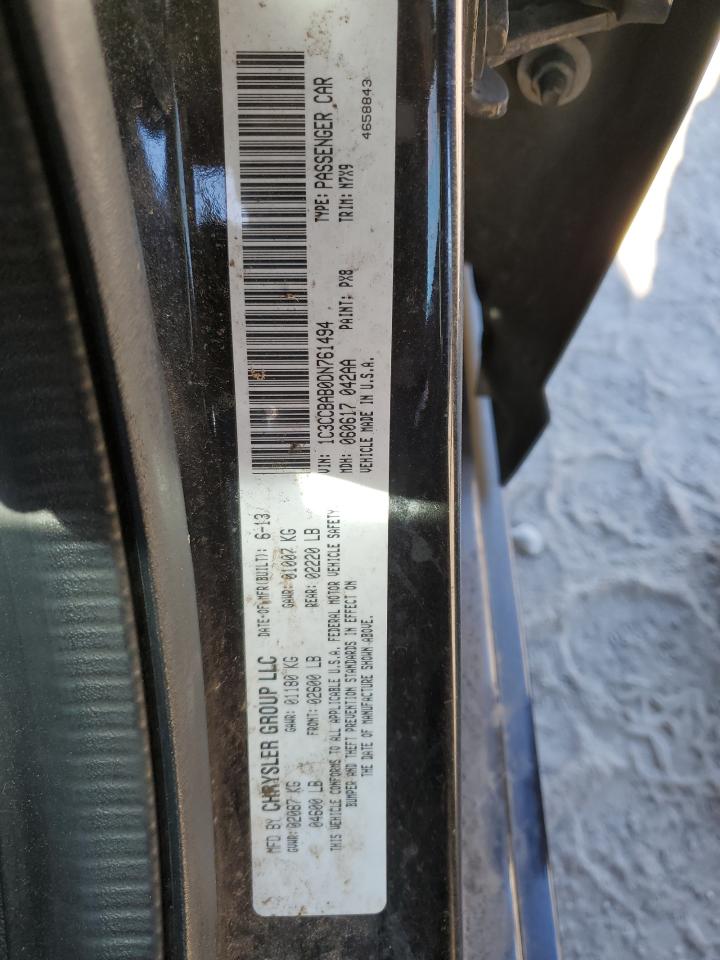 MFD BY CHRYSLER GROUP LLC DATE-OF-MFR(BUILT): 6-13
GVWR: 02087 KG GAWR: 01180 KG GAWR: 01007 KG
04600 LB FRONT: 02600 LB REAR: 02220 LB
THIS VEHICLE CONFORMS TO ALL APPLICABLE U.S.A. FEDERAL MOTOR VEHICLE SAFETY,
BUMPER AND THEFT PREVENTION STANDARDS IN EFFECT ON
THE DATE OF MANUFACTURE SHOWN ABOVE.
VIN: 1C3CCBAB0DN761494 TYPE: PASSENGER CAR
MDH: 060617 042AA PAINT: PX8 TRIM: N7X9
VEHICLE MADE IN U.S.A. 4658843